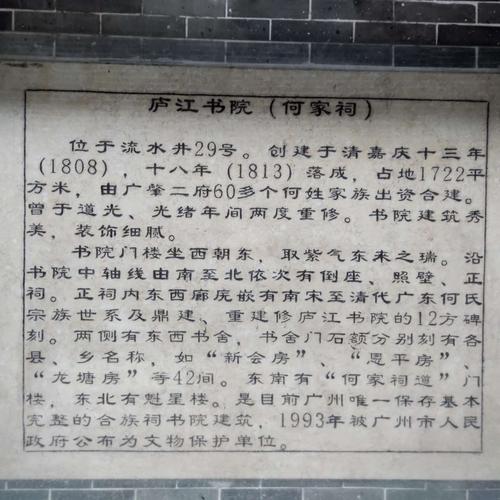 庐江书院（何家祠）
位于流水井29号。创建于清嘉庆十三年
（1808），十八年（1813）落成，占地1722平
方米，由广肇二府60多个何姓家族出资合建。
曾于道光、光绪年间两度重修。书院建筑秀
美，装饰细腻。
书院门楼坐西朝东，取紫气东来之瑞。沿
书院中轴线由南至北依次有倒座、照壁、正
祠。正祠内东西廊庑嵌有南宋至清代广东何氏
宗族世系及鼎建、重建修庐江书院的12方碑
刻。两侧有东西书舍，书舍门石额分别刻有各
县、乡名称，如“新会房”、“恩平房”、
“龙塘房”等42间。东南有“何家祠道”门
楼，东北有魁星楼。是目前广州唯一保存基本
完整的合族祠书院建筑，1993年被广州市人民
政府公布为文物保护单位。